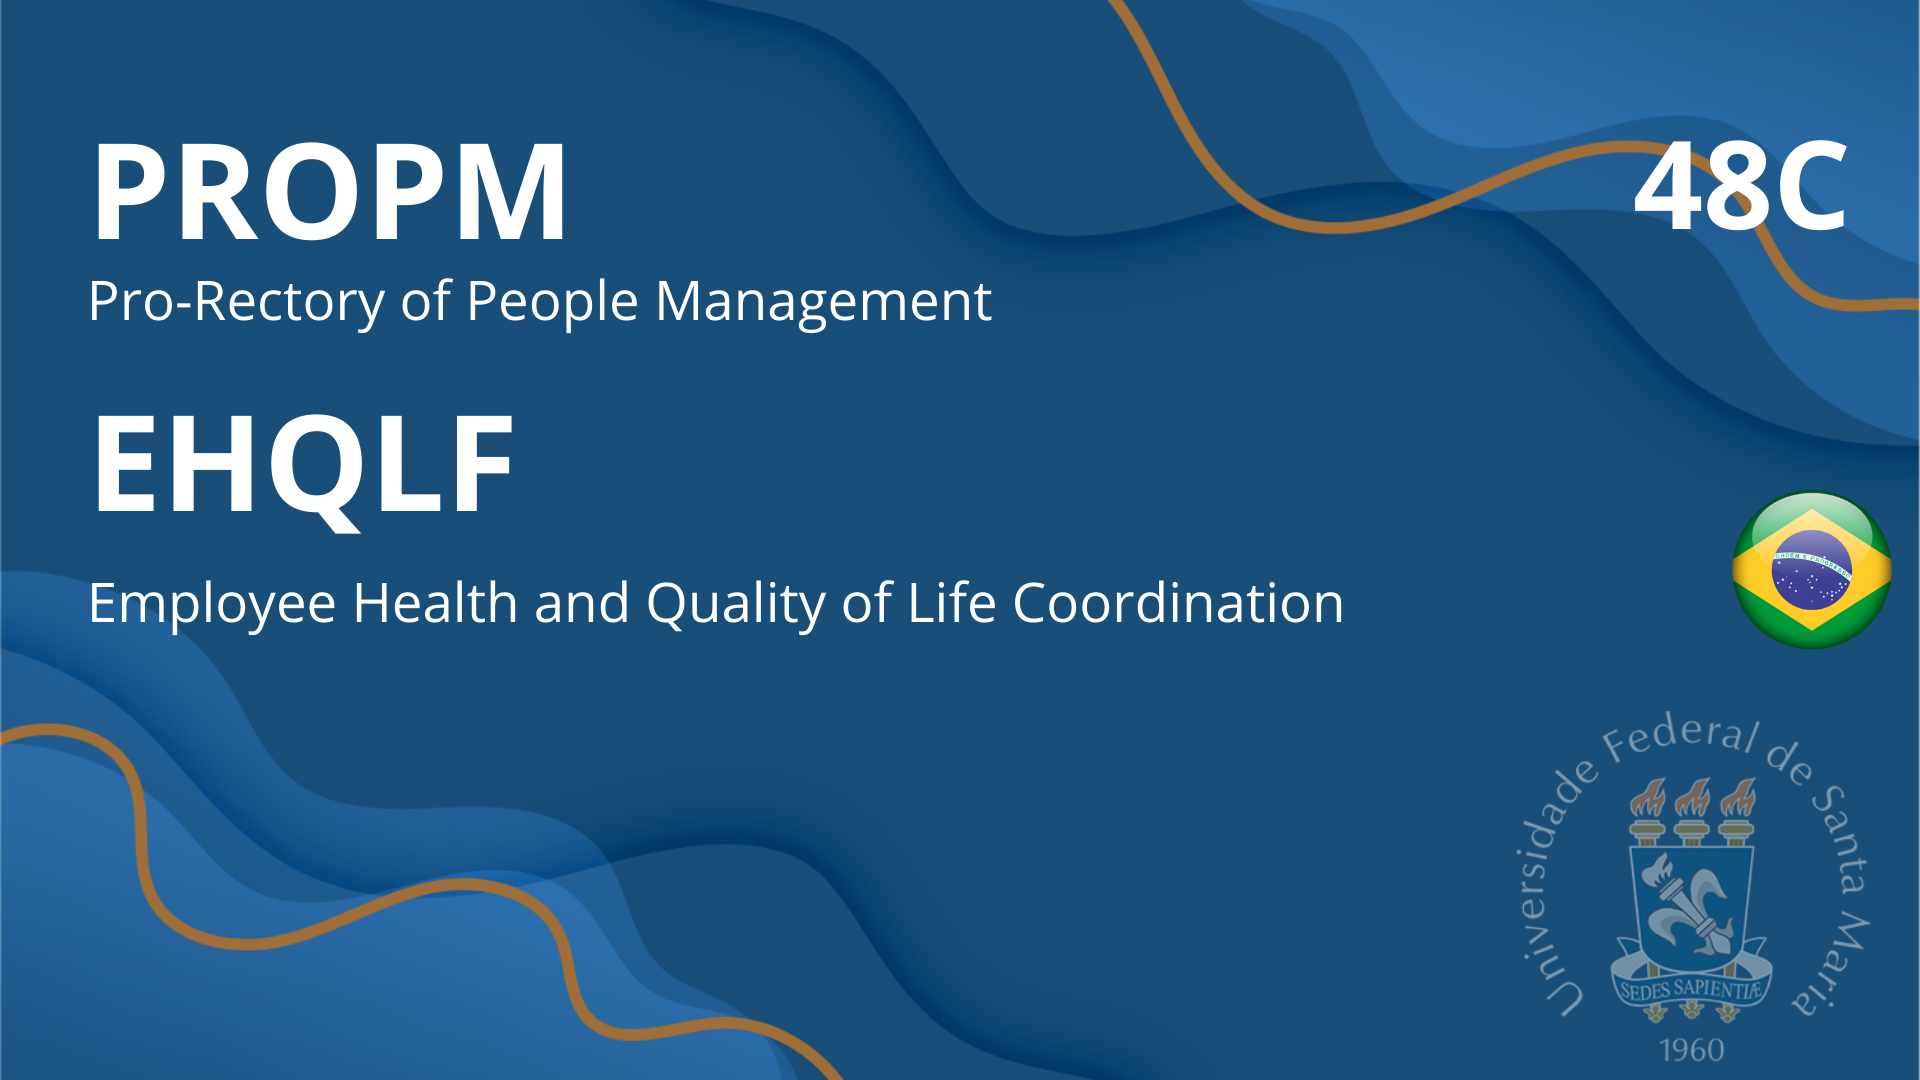 PROPM
48C
Pro-Rectory of People Management
EHQLF
Employee Health and Quality of Life Coordination
Universidade Federal de Santa Maria
SEDES SAPIENTIÆ
1960